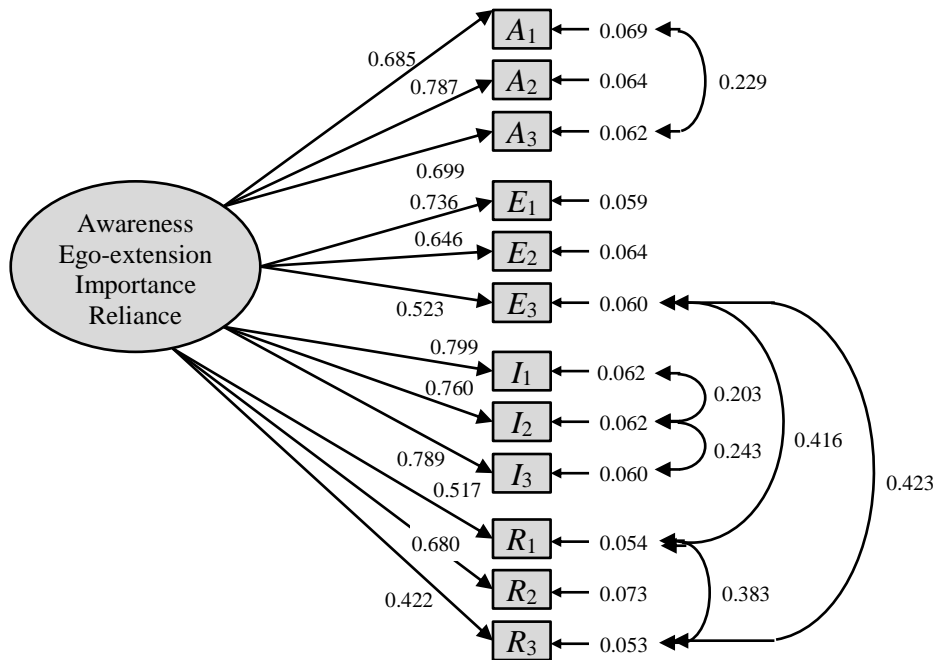 A1
0.069
0.685
0.787
A2
0.064
0.229
A3
0.062
0.699
0.736
E1
0.059
Awareness
Ego-extension
Importance
Reliance
0.646
E2
0.064
0.523
E3
0.060
0.799
I1
0.062
0.203
0.760
I2
0.062
0.416
0.243
0.789
I3
0.060
0.423
0.517
R1
0.054
0.680
R2
0.073
0.383
0.422
R3
0.053